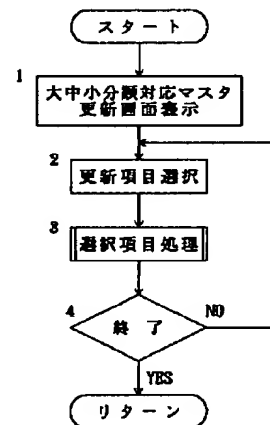 スタート
1
大中小分類対応マスタ
更新画面表示
2
更新項目選択
3
選択項目処理
4
終了
NO
YES
リターン